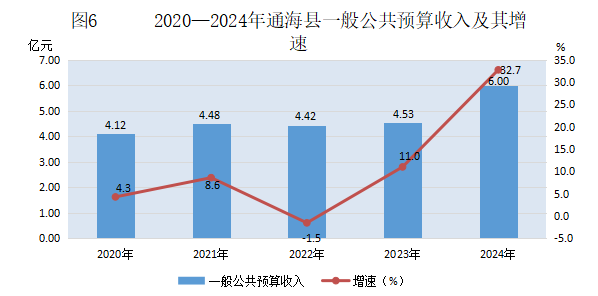 图6 2020—2024年通海县一般公共预算收入及其增
速
亿元 %
7.00 35.0
6.00 30.0
5.00 25.0
4.00 20.0
3.00 15.0
2.00 10.0
1.00 5.0
0.00 0.0
-5.0
4.12 4.48 4.42 4.53 6.00
4.3 8.6 -1.5 11.0 32.7
2020年 2021年 2022年 2023年 2024年
一般公共预算收入 增速（%）